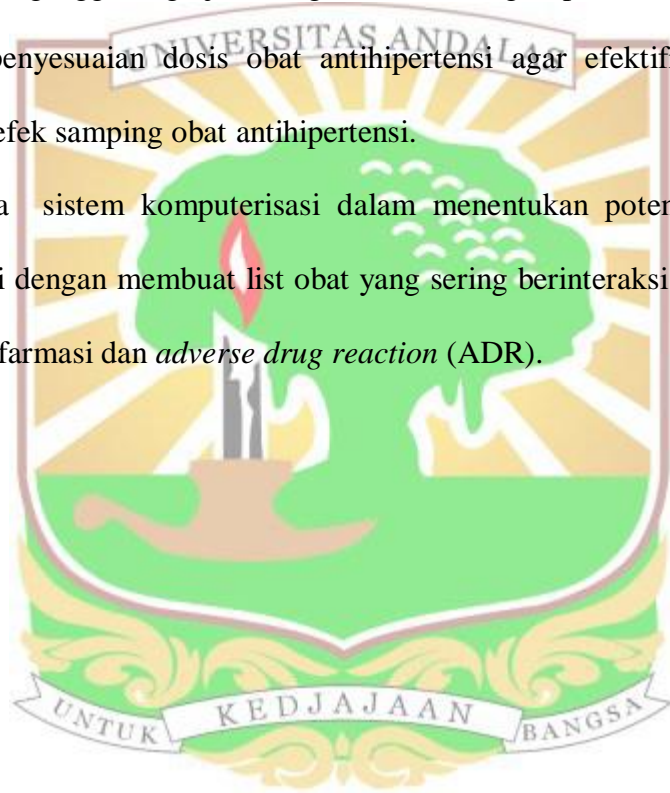 UNIVERSITAS ANDALAS
penyesuaian dosis obat antihipertensi agar efektif
efek samping obat antihipertensi.
sistem komputerisasi dalam menentukan
dengan membuat list obat yang sering berinteraksi
farmasi dan adverse drug reaction (ADR).
UNTUK KEDJAJAAN BANGSA